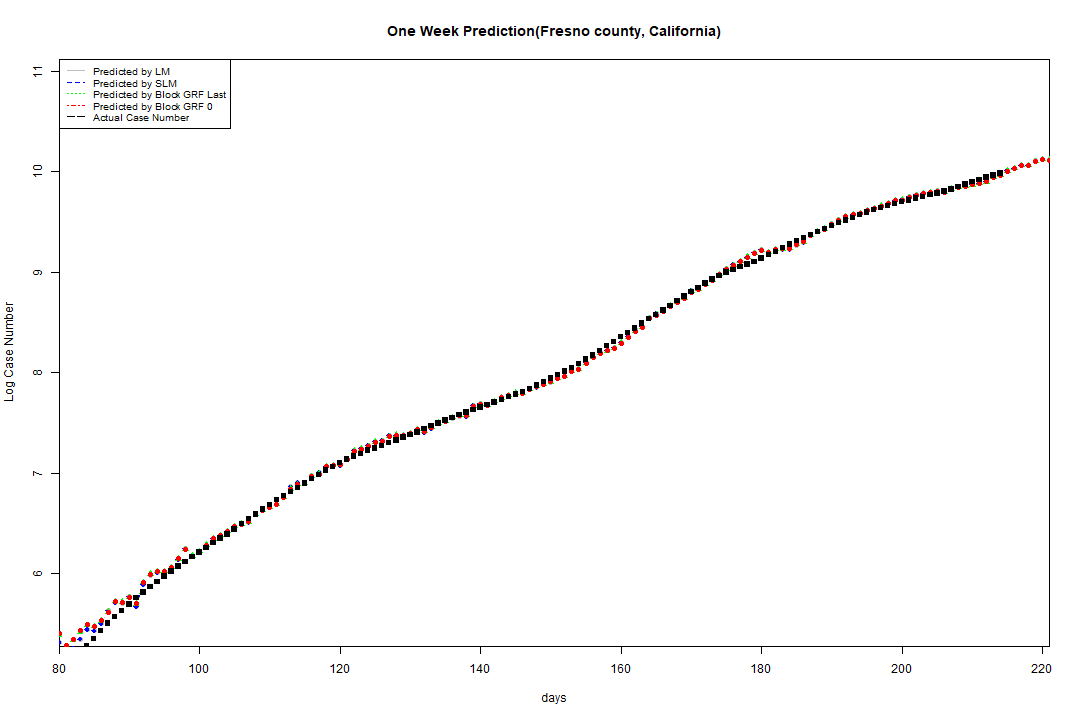 One Week Prediction(Fresno county, California)
Predicted by LM
Predicted by SLM
Predicted by Block GRF Last
Predicted by Block GRF 0
Actual Case Number
11
10
9
8
7
6
Log Case Number
80 100 120 140 160 180 200 220
days